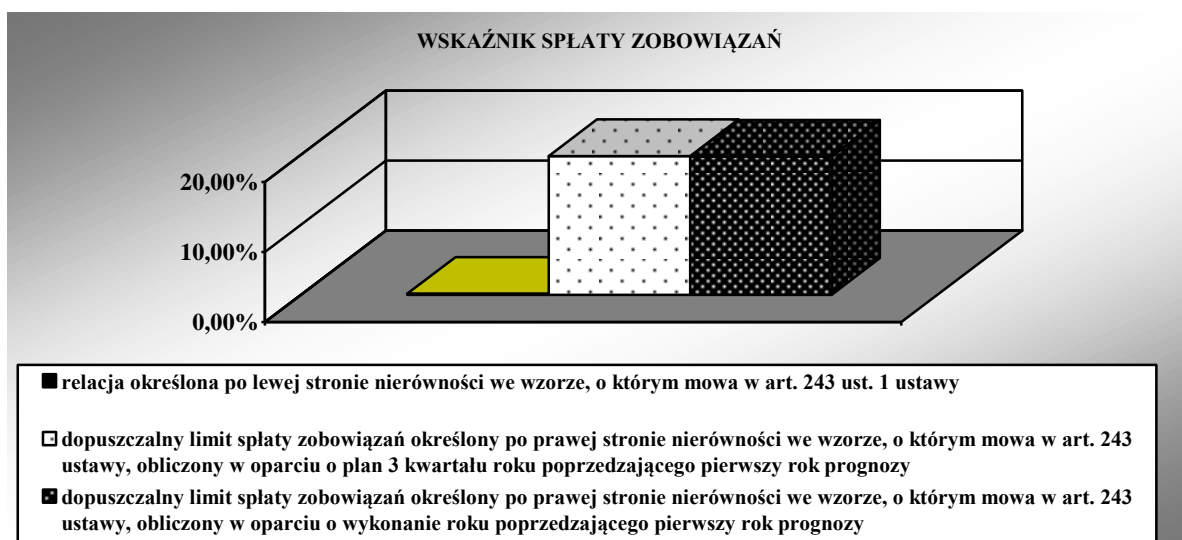 WSKAŹNIK SPŁATY ZOBOWIĄZAŃ
20,00%
10,00%
0,00%
relacja określona po lewej stronie nierówności we wzorze, o którym mowa w art. 243 ust. 1 ustawy
dopuszczalny limit spłaty zobowiązań określony po prawej stronie nierówności we wzorze, o którym mowa w art. 243
ustawy, obliczony w oparciu o plan 3 kwartału roku poprzedzającego pierwszy rok prognozy
dopuszczalny limit spłaty zobowiązań określony po prawej stronie nierówności we wzorze, o którym mowa w art. 243
ustawy, obliczony w oparciu o wykonanie roku poprzedzającego pierwszy rok prognozy